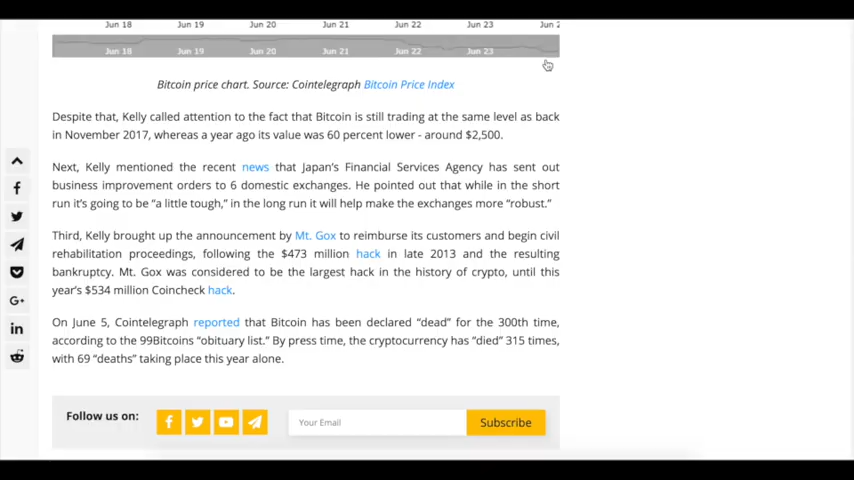 Jun 18 Jun 19 Jun 20 Jun 21 Jun 22 Jun 23 Jun 2
Jun 18 Jun 19 Jun 20 Jun 21 Jun 22 Jun 23
Bitcoin price chart. Source: Cointelegraph Bitcoin Price Index
Despite that, Kelly called attention to the fact that Bitcoin is still trading at the same level as back
in November 2017, whereas a year ago its value was 60 percent lower - around $2,500.
Next, Kelly mentioned the recent news that Japan's Financial Services Agency has sent out
business improvement orders to 6 domestic exchanges. He pointed out that while in the short
run it's going to be “a little tough,” in the long run it will help make the exchanges more “robust.”
Third, Kelly brought up the announcement by Mt. Gox to reimburse its customers and begin civil
rehabilitation proceedings, following the $473 million hack in late 2013 and the resulting
bankruptcy. Mt. Gox was considered to be the largest hack in the history of crypto, until this
year's $534 million Coincheck hack.
On June 5, Cointelegraph reported that Bitcoin has been declared “dead” for the 300th time,
according to the 99Bitcoins “obituary list.” By press time, the cryptocurrency has “died” 315 times,
with 69 “deaths” taking place this year alone.
Follow us on: Your Email Subscribe